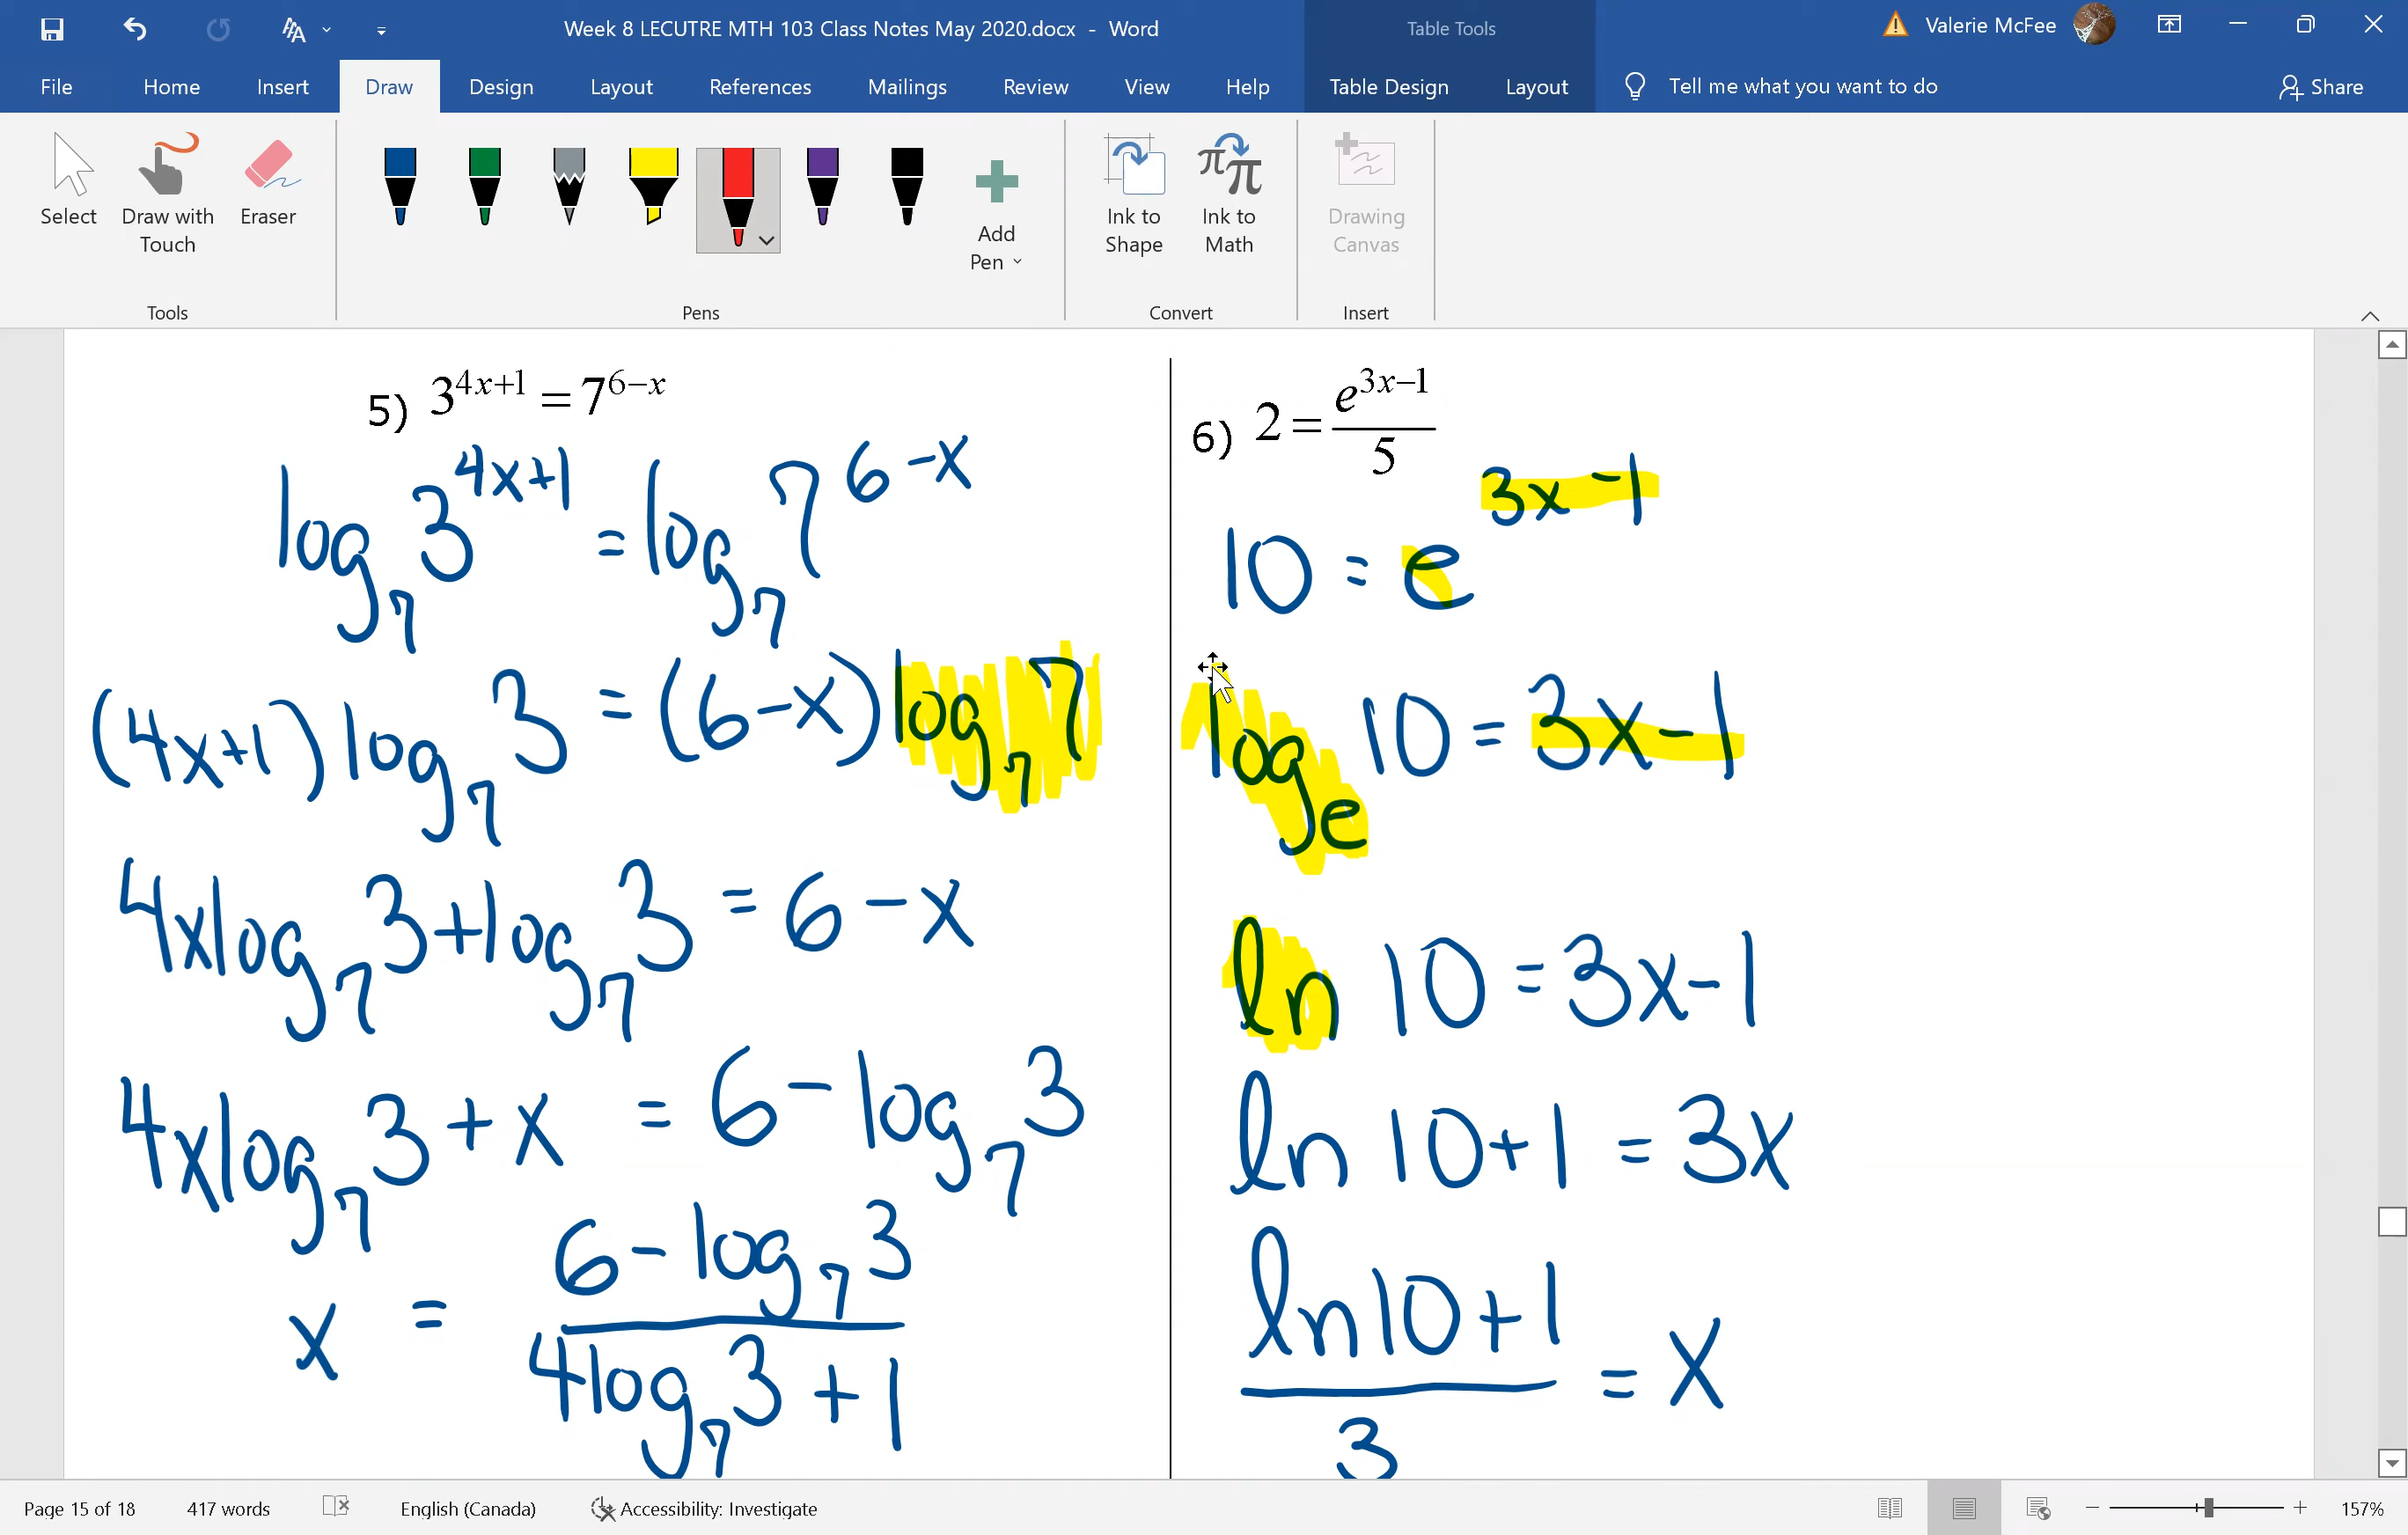 Week 8 LECUTRE MTH 103 Class Notes May 2020.docx - Word
Table Tools
Valerie McFee
File Home Insert Draw Design Layout References Mailings Review View Help Table Design Layout Tell me what you want to do Share
Select
Draw with Touch
Eraser
Add Pen
Ink to Shape
Ink to Math
Drawing Canvas
Tools
Pens
Convert
Insert
5) 3^{4x+1} = 7^{6-x}
log_7 3^{4x+1} = log_7 7^{6-x}
(4x+1) log_7 3 = (6-x) log_7 7
4x log_7 3 + log_7 3 = 6 - x
4x log_7 3 + x = 6 - log_7 3
x = \frac{6 - log_7 3}{4 log_7 3 + 1}
6) 2 = \frac{e^{3x-1}}{5}
10 = e^{3x-1}
log_e 10 = 3x-1
ln 10 = 3x-1
ln 10 + 1 = 3x
\frac{ln 10 + 1}{3} = x
Page 15 of 18
417 words
English (Canada)
Accessibility: Investigate
157%